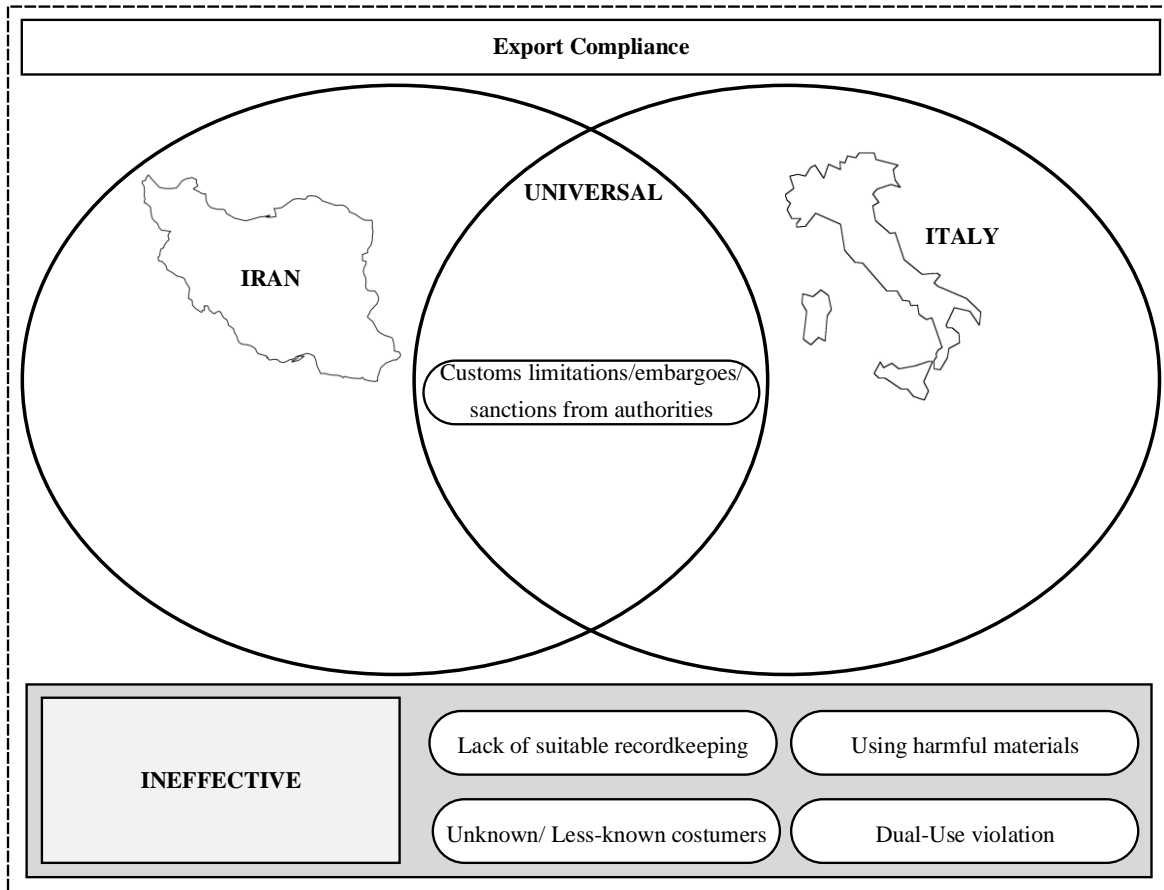 Export Compliance
UNIVERSAL
IRAN
ITALY
Customs limitations/embargoes/
sanctions from authorities
INEFFECTIVE
Lack of suitable recordkeeping
Using harmful materials
Unknown/ Less-known costumers
Dual-Use violation